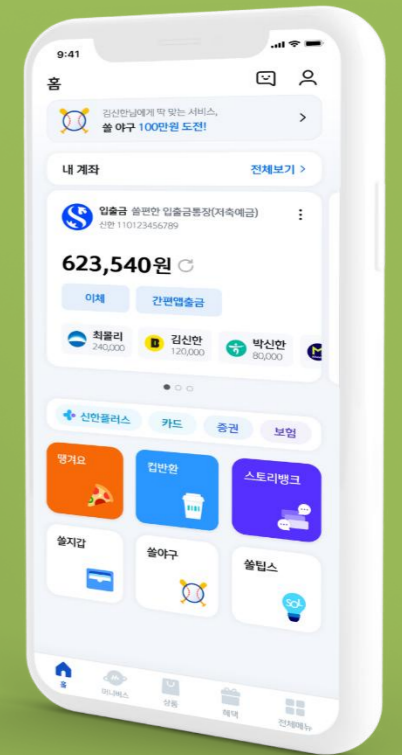 9:41
홈
김신한님에게 딱 맞는 서비스,
쏠 야구 100만원 도전!
내 계좌
전체보기 >
입출금 쏠편한 입출금통장(저축예금)
신한 110123456789
623,540원
이체
간편앱출금
최몰리
240,000
김신한
120,000
박신한
80,000
신한플러스
카드
증권
보험
땡겨요
컵반환
스토리뱅크
쏠지갑
쏠야구
쏠팁스
sol
홈
상품
혜택
전체메뉴